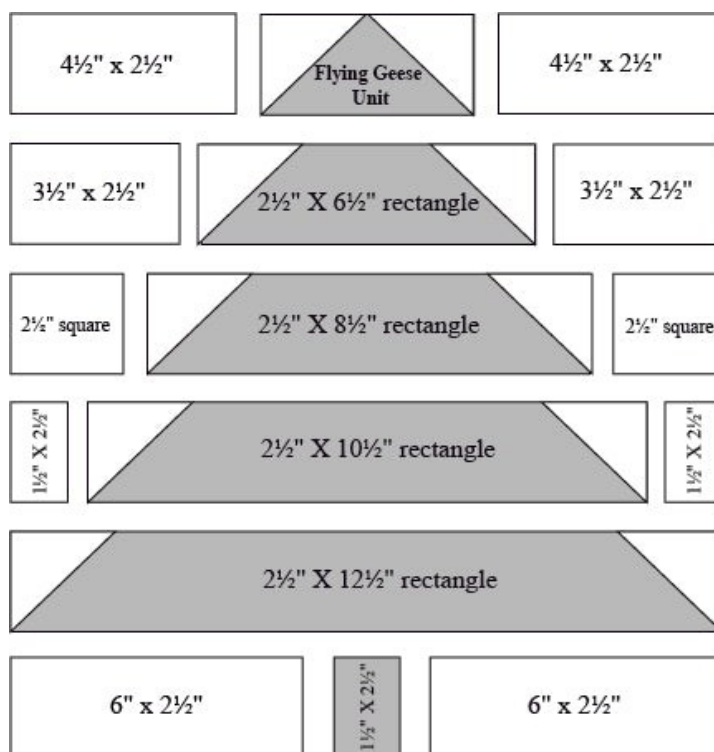 4½" x 2½"
Flying Geese
Unit
4½" x 2½"
3½" x 2½"
2½" X 6½" rectangle
3½" x 2½"
2½" square
2½" X 8½" rectangle
2½" square
1½" X 2½"
2½" X 10½" rectangle
1½" X 2½"
2½" X 12½" rectangle
6" x 2½"
1½" X 2½"
6" x 2½"